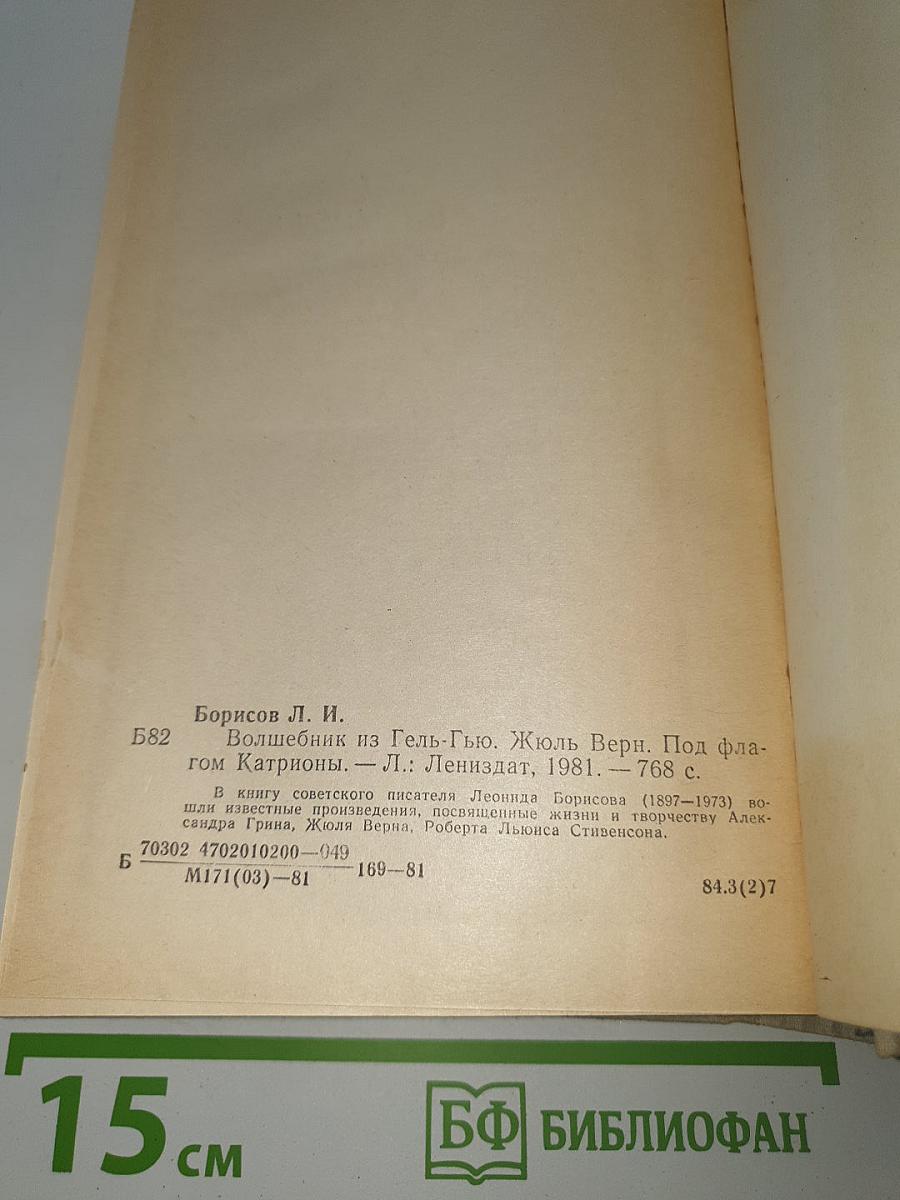 Борисов Л. И.
Б82 Волшебник из Гель-Гью. Жюль Верн. Под фла-
гом Катрионы. — Л.: Лениздат, 1981. — 768 с.
В книгу советского писателя Леонида Борисова (1897—1973) во-
шли известные произведения, посвященные жизни и творчеству Алек-
сандра Грина, Жюля Верна, Роберта Льюиса Стивенсона.
70302 4702010200—049
Б 169—81
М171(03)—81
84.3(2)7
15 см
БФ БИБЛИОФАН